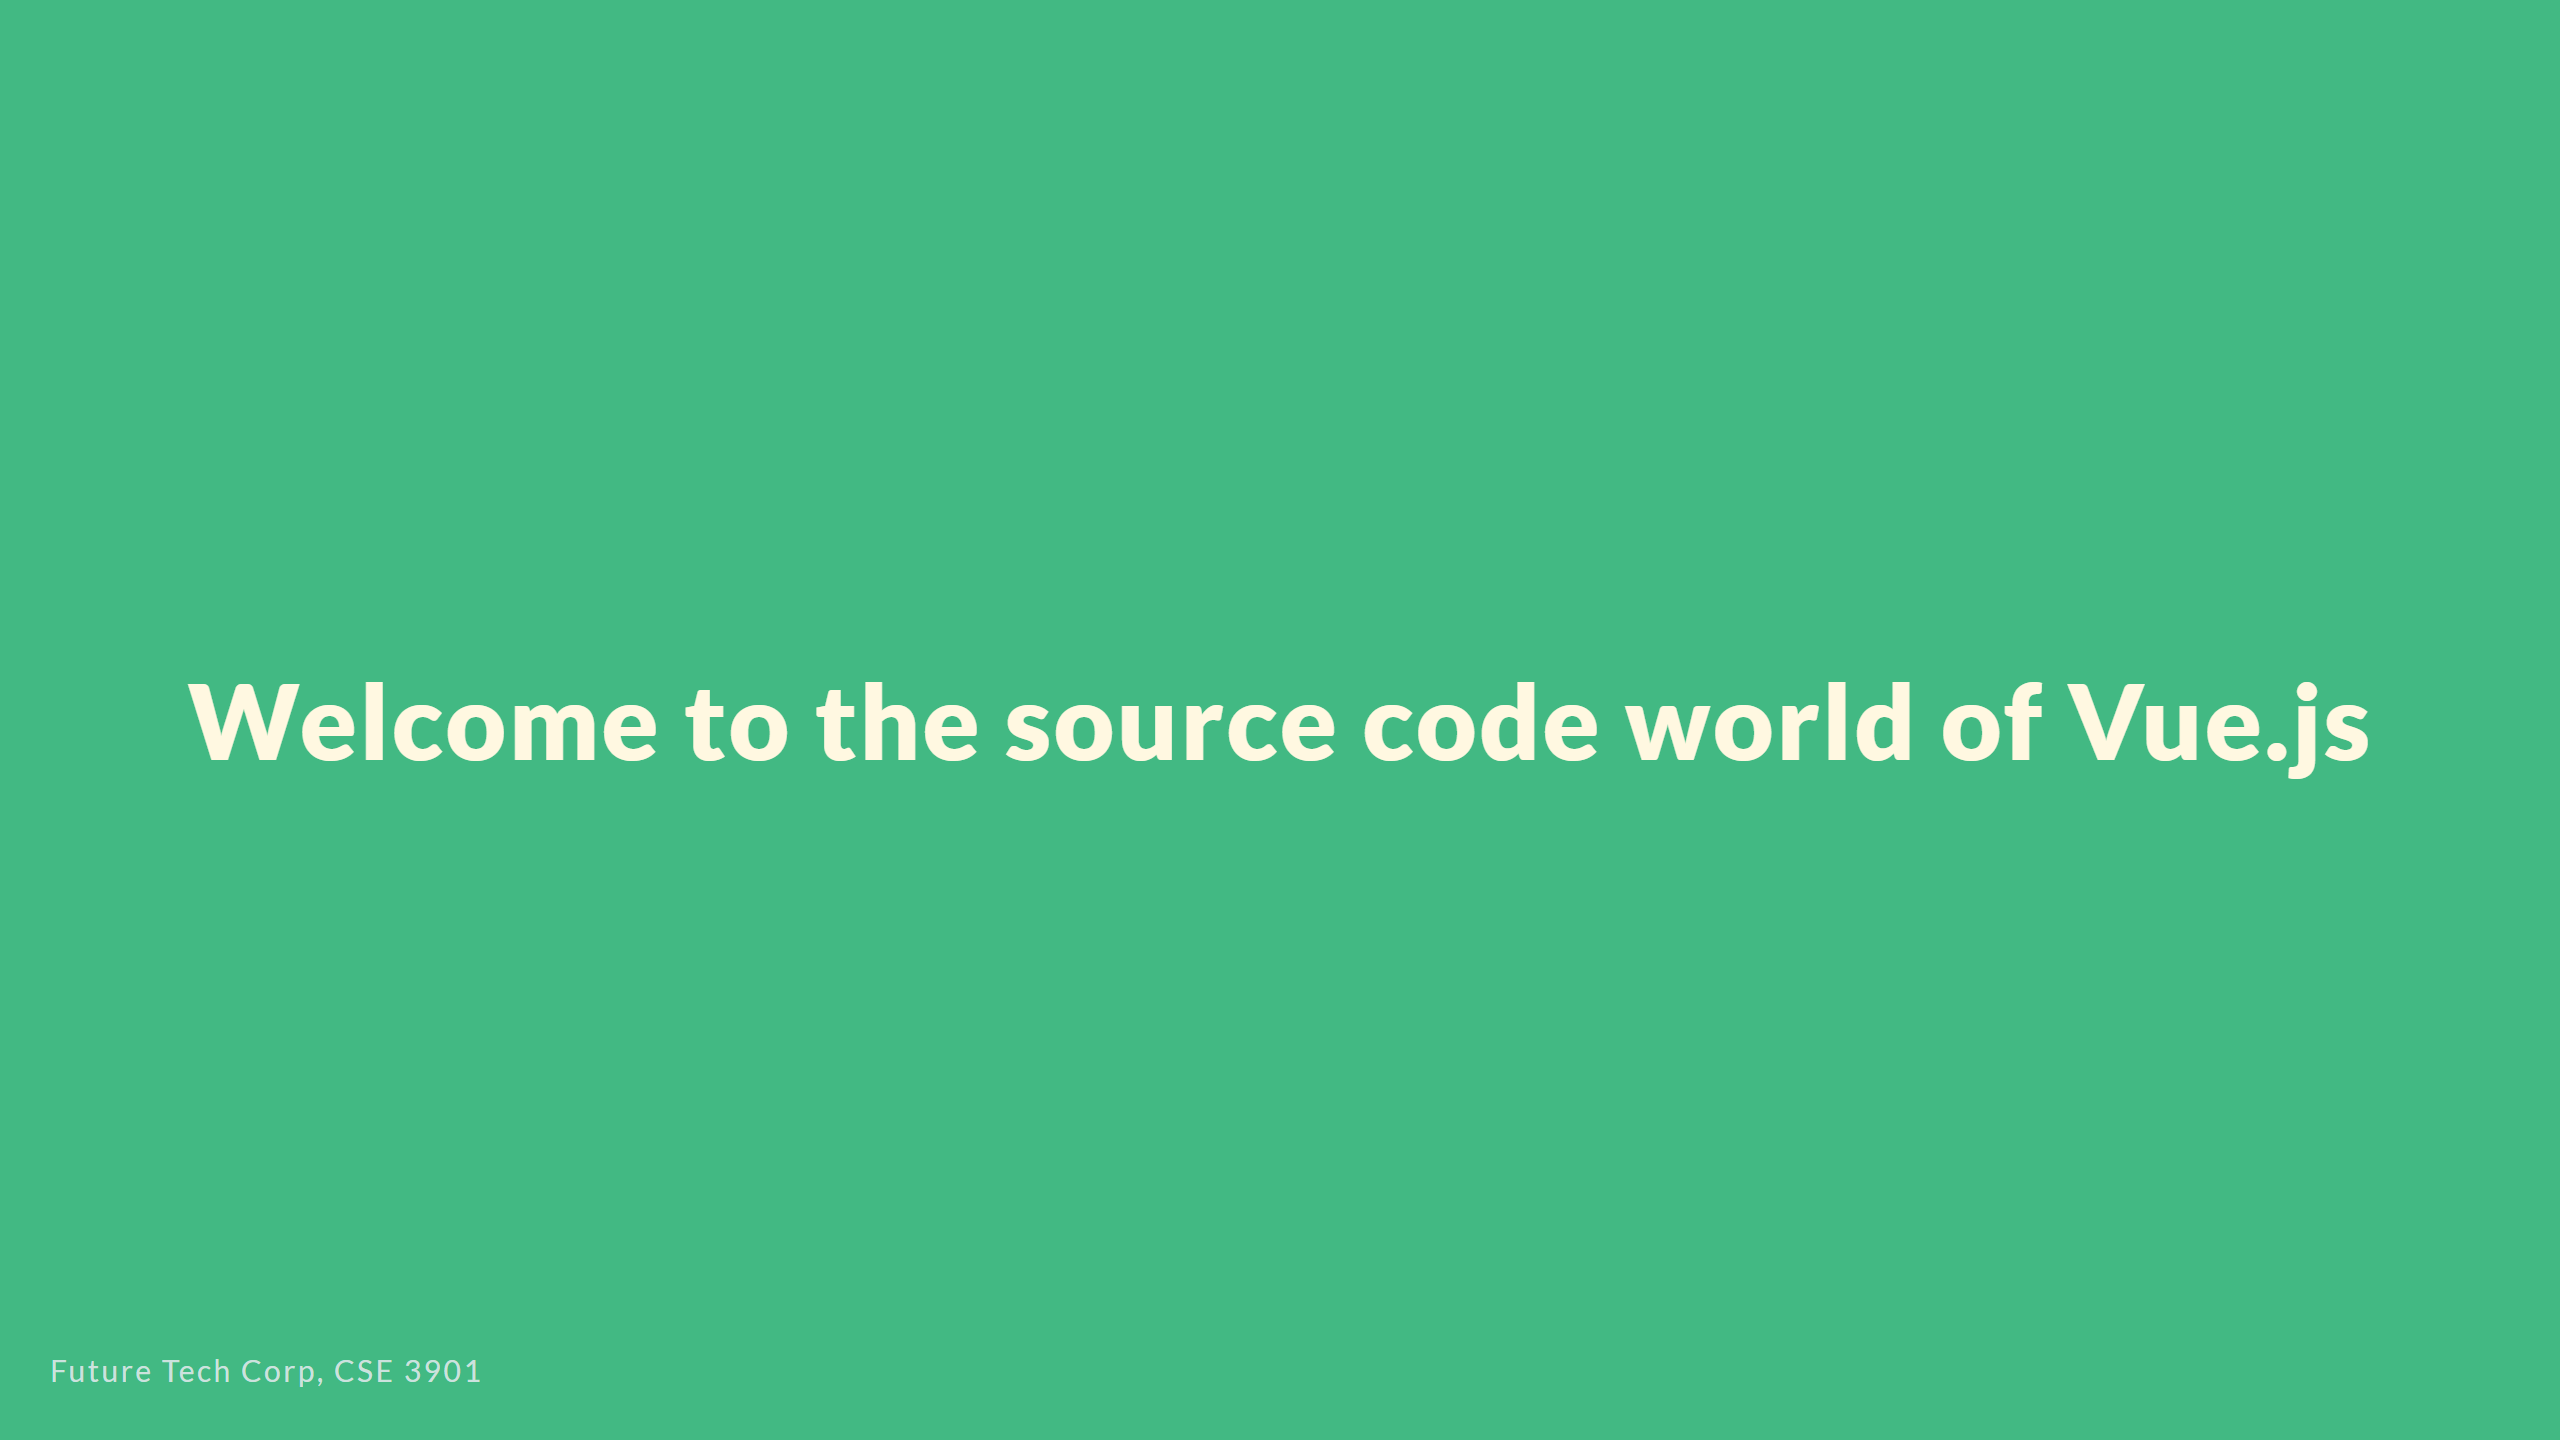 Welcome to the source code world of Vue.js
Future Tech Corp, CSE 3901